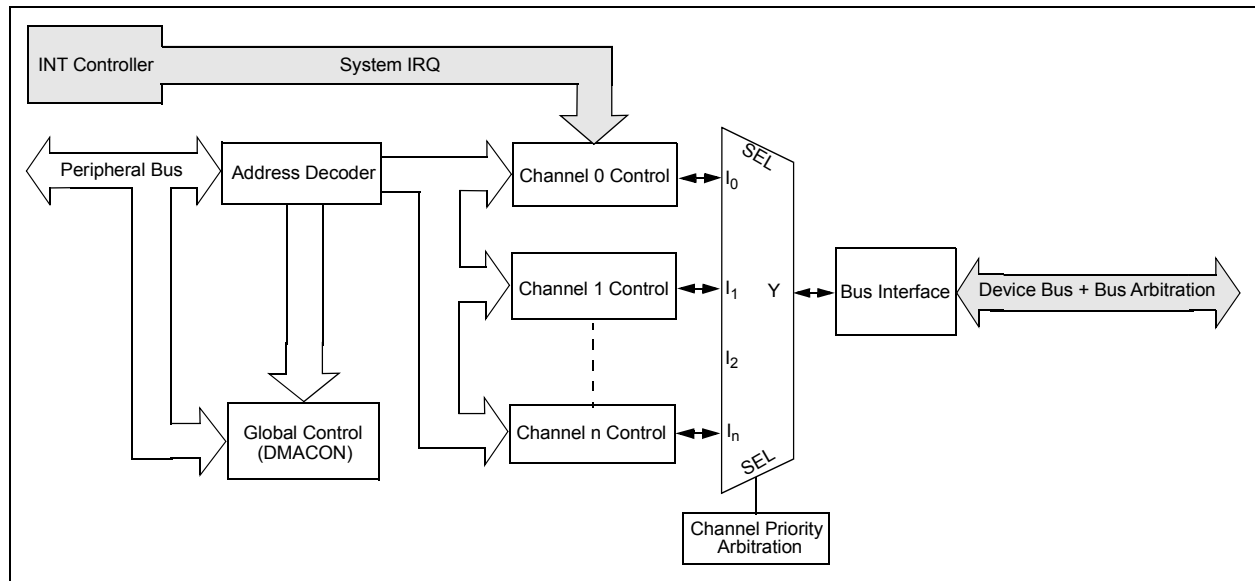 INT Controller
System IRQ
Peripheral Bus
Address Decoder
Channel 0 Control
SEL
I0
Channel 1 Control
I1
Y
Bus Interface
Device Bus + Bus Arbitration
I2
Global Control
(DMACON)
Channel n Control
In
SEL
Channel Priority
Arbitration